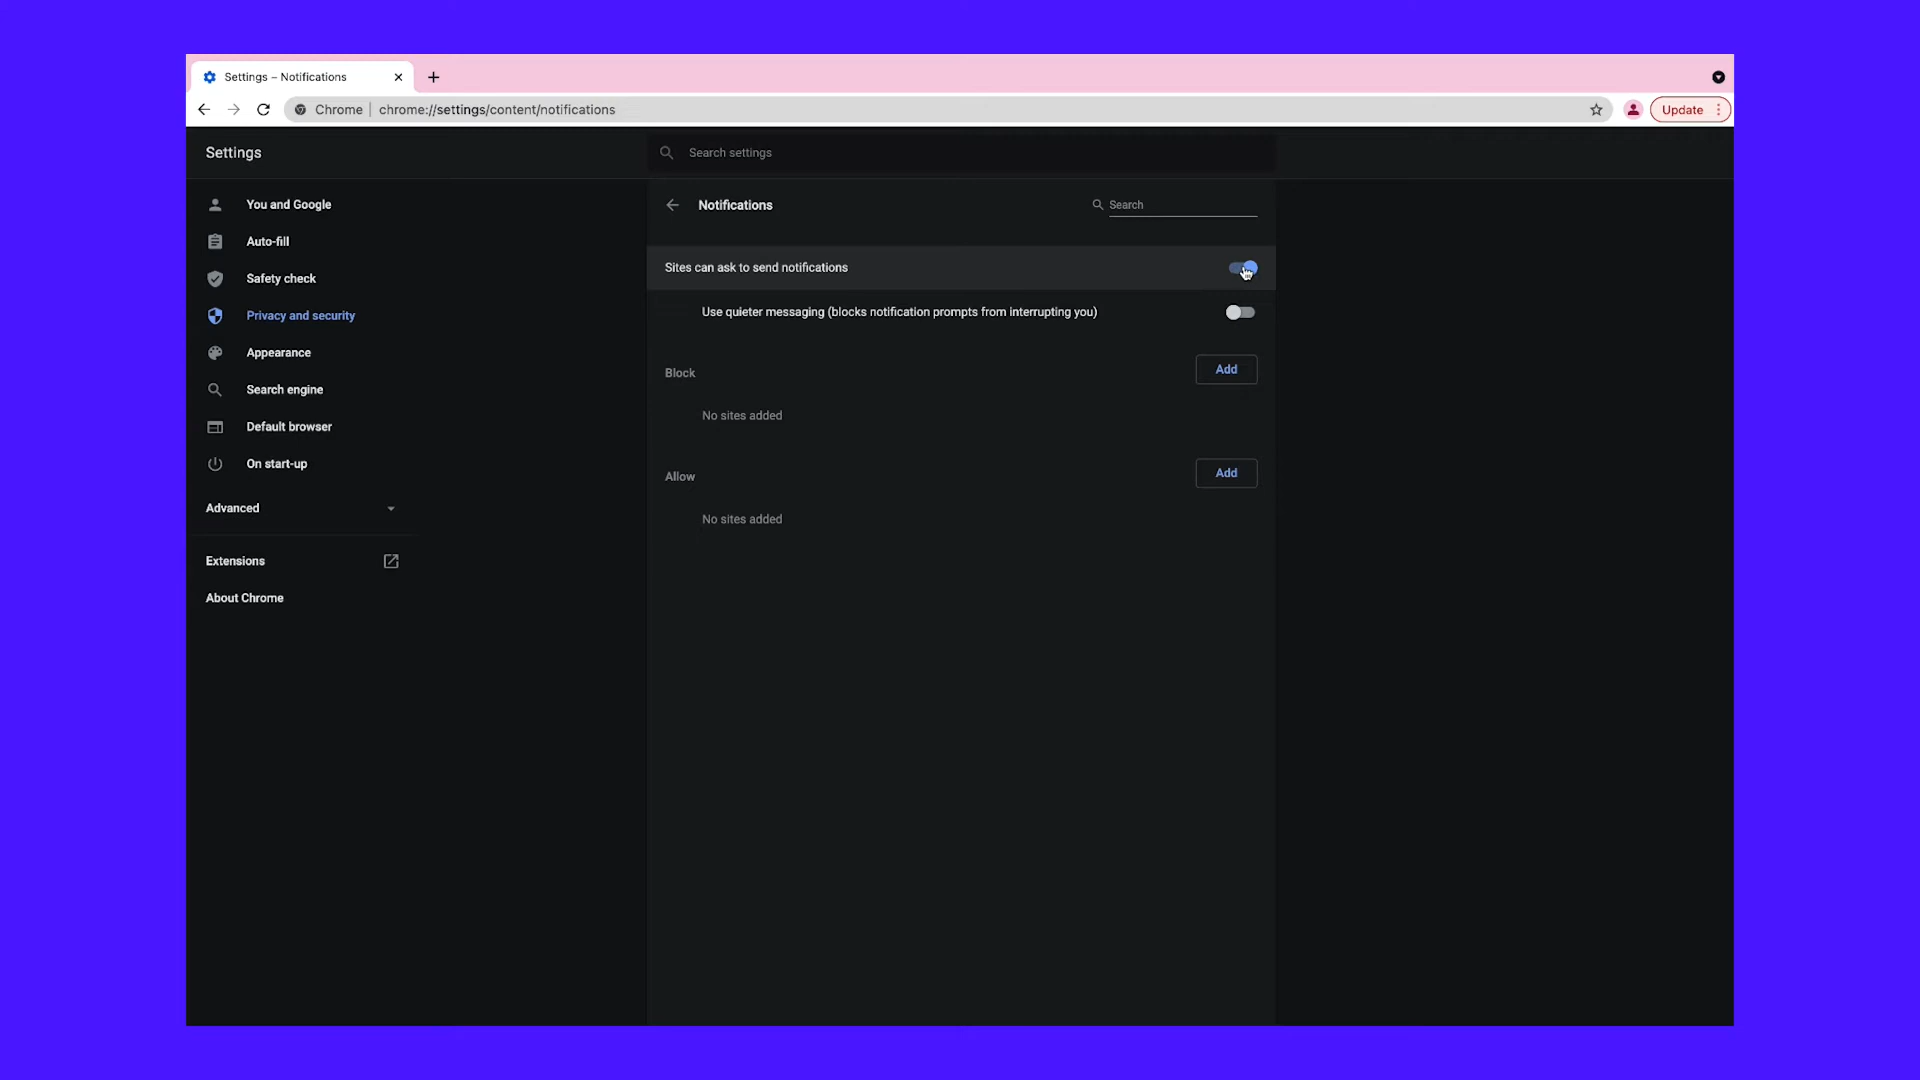 Settings – Notifications
Chrome | chrome://settings/content/notifications
Update
Settings
Search settings
You and Google
Auto-fill
Safety check
Privacy and security
Appearance
Search engine
Default browser
On start-up
Advanced
Extensions
About Chrome
Notifications
Search
Sites can ask to send notifications
Use quieter messaging (blocks notification prompts from interrupting you)
Block
Add
No sites added
Allow
Add
No sites added